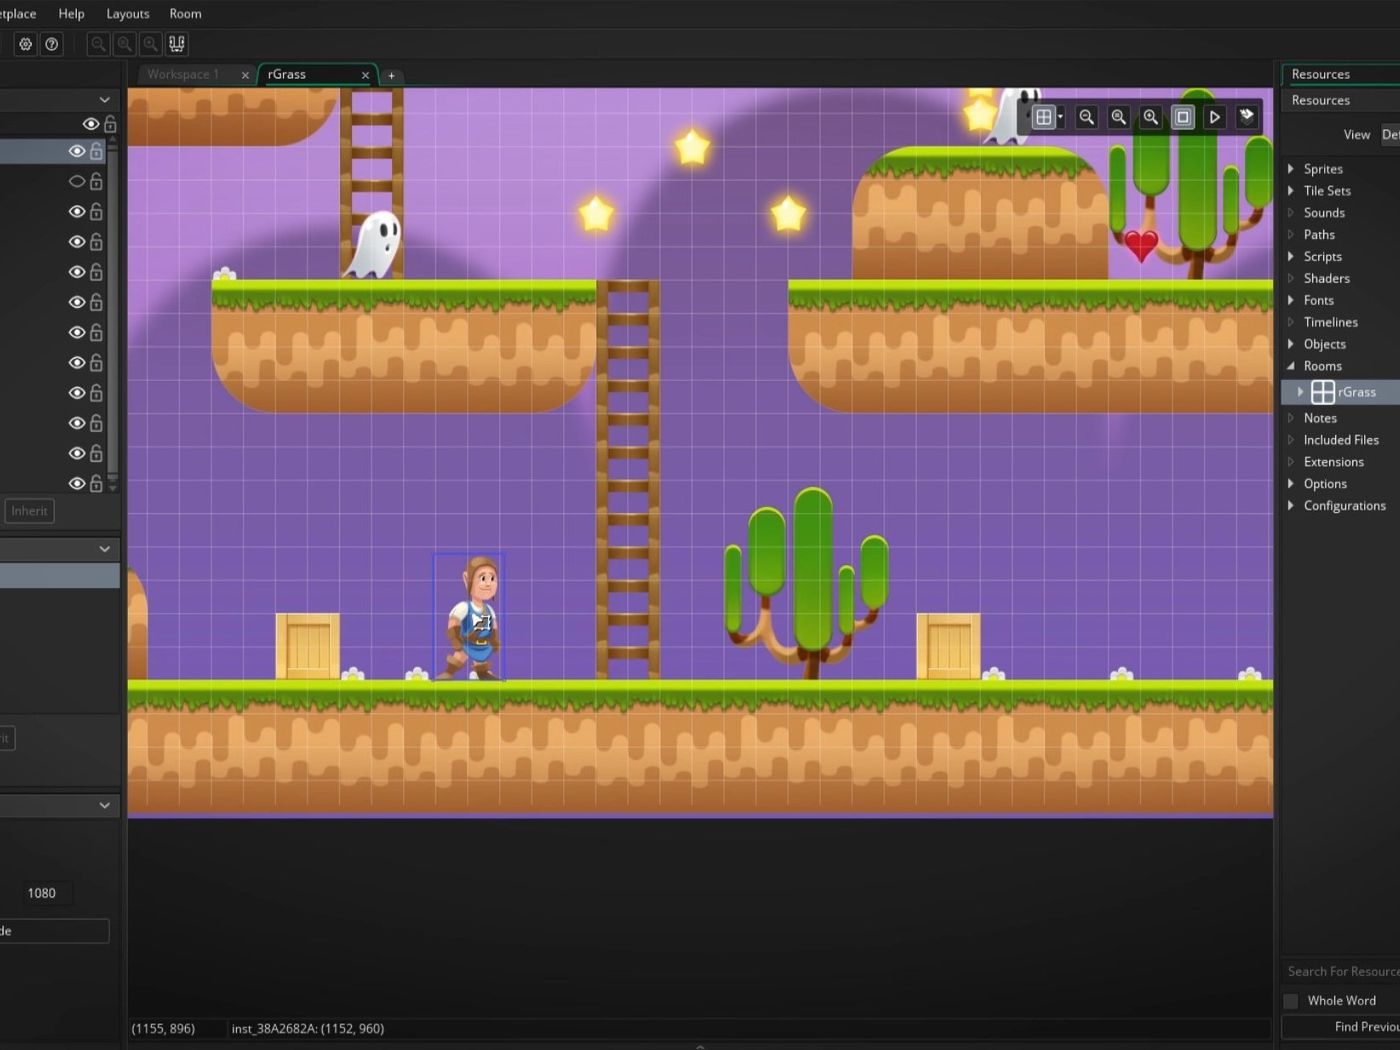 etplace Help Layouts Room
Workspace 1
rGrass
Resources
Resources
View
Sprites
Tile Sets
Sounds
Paths
Scripts
Shaders
Fonts
Timelines
Objects
Rooms
rGrass
Notes
Included Files
Extensions
Options
Configurations
Inherit
1080
Search For Resource
Whole Word
Find Previou
(1155, 896) inst_38A2682A: (1152, 960)